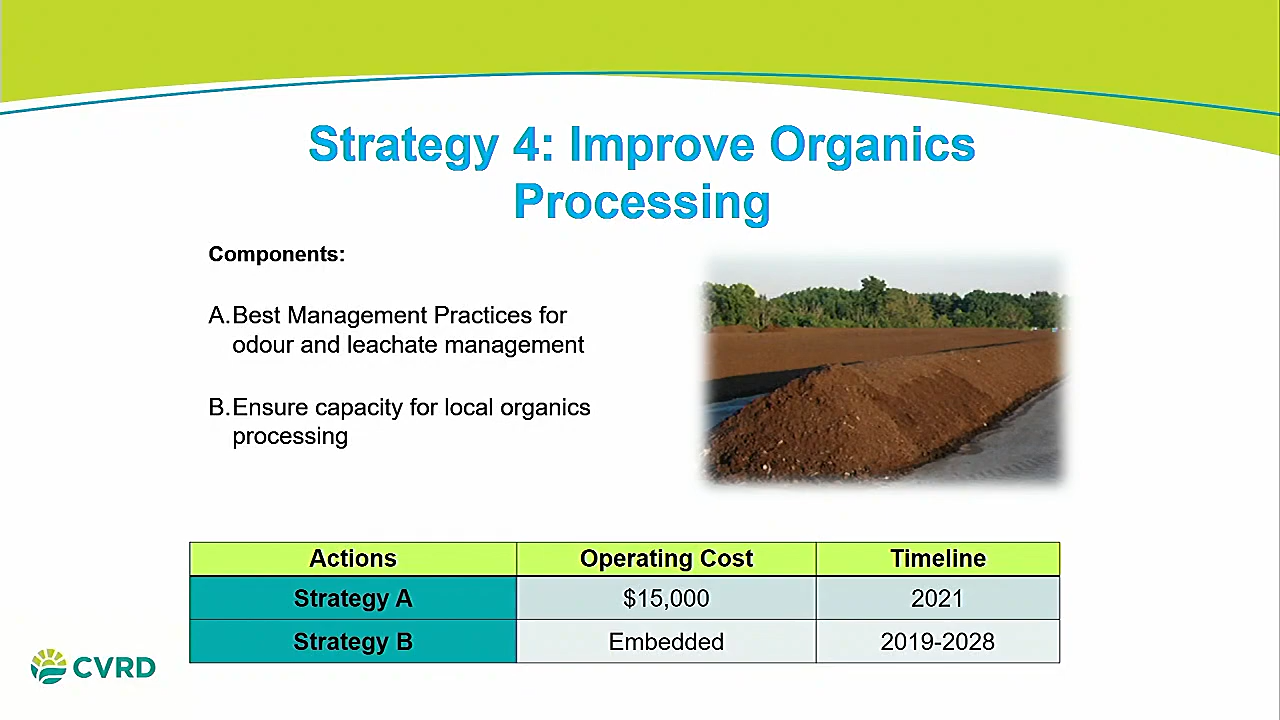 Strategy 4: Improve Organics
Processing
Components:
A.Best Management Practices for
odour and leachate management
B.Ensure capacity for local organics
processing
Actions Operating Cost Timeline
Strategy A $15,000 2021
Strategy B Embedded 2019-2028
CVRD